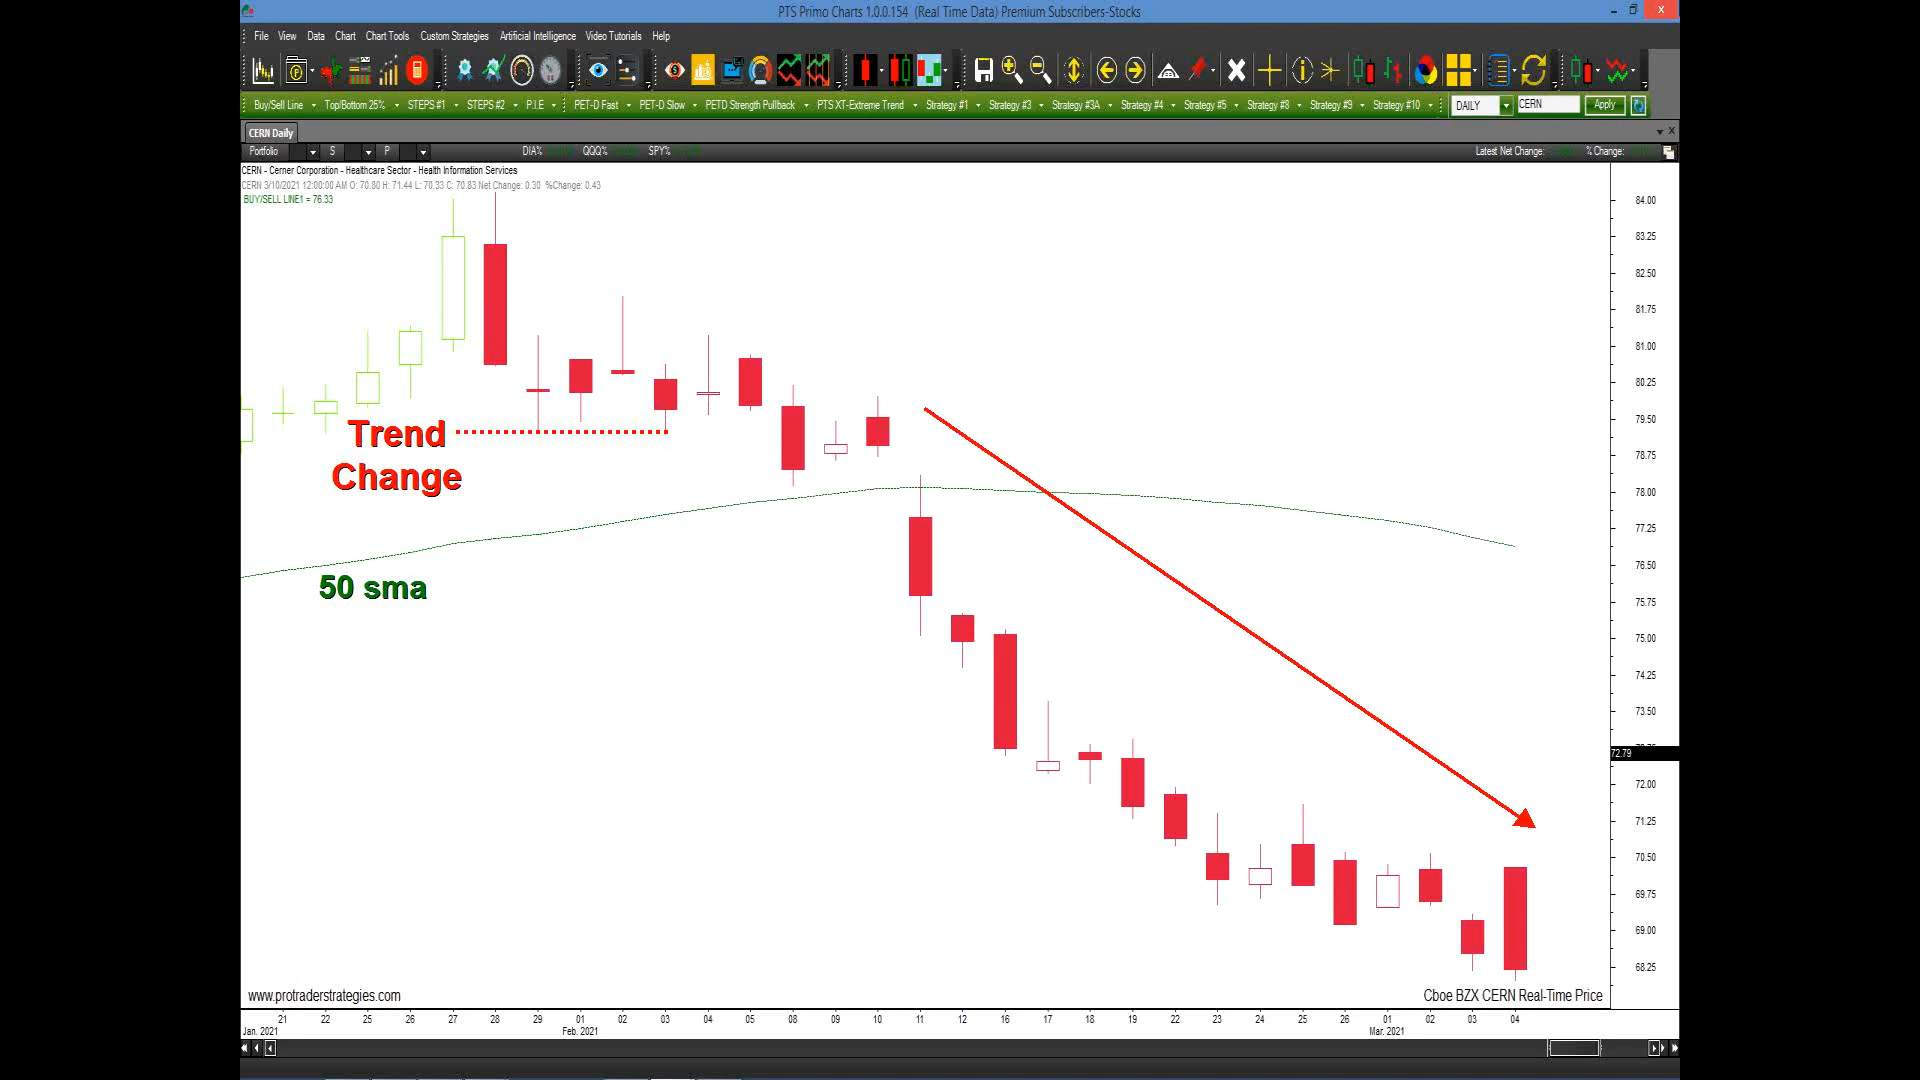 PTS Primo Charts 1.0.0.154 (Real Time Data) Premium Subscribers-Stocks
File View Data Chart Chart Tools Custom Strategies Artificial Intelligence Video Tutorials Help
Buy/Sell Line Top/Bottom 25% STEPS #1 STEPS #2 P.I.E PET-D Fast PET-D Slow PETD Strength Pullback PTS XT-Extreme Trend Strategy #1 Strategy #3 Strategy #3A Strategy #4 Strategy #5 Strategy #8 Strategy #9 Strategy #10 DAILY CERN Apply
CERN Daily
Portfolio S P DIA% QQQ% SPY% Latest Net Change: % Change:
CERN - Cerner Corporation - Healthcare Sector - Health Information Services
CERN 3/10/2021 12:00:00 AM O: 70.80 H: 71.44 L: 70.33 C: 70.83 Net Change: 0.30 %Change: 0.43
BUY/SELL LINE1 = 76.33
84.00
83.25
82.50
81.75
81.00
80.25
79.50
78.75
78.00
77.25
76.50
75.75
75.00
74.25
73.50
72.79
72.00
71.25
70.50
69.75
69.00
68.25
Trend
Change
50 sma
www.protraderstrategies.com
Cboe BZX CERN Real-Time Price
21 22 25 26 27 28 29 01 02 03 04 05 08 09 10 11 12 16 17 18 19 22 23 24 25 26 01 02 03 04
Jan. 2021 Feb. 2021 Mar. 2021